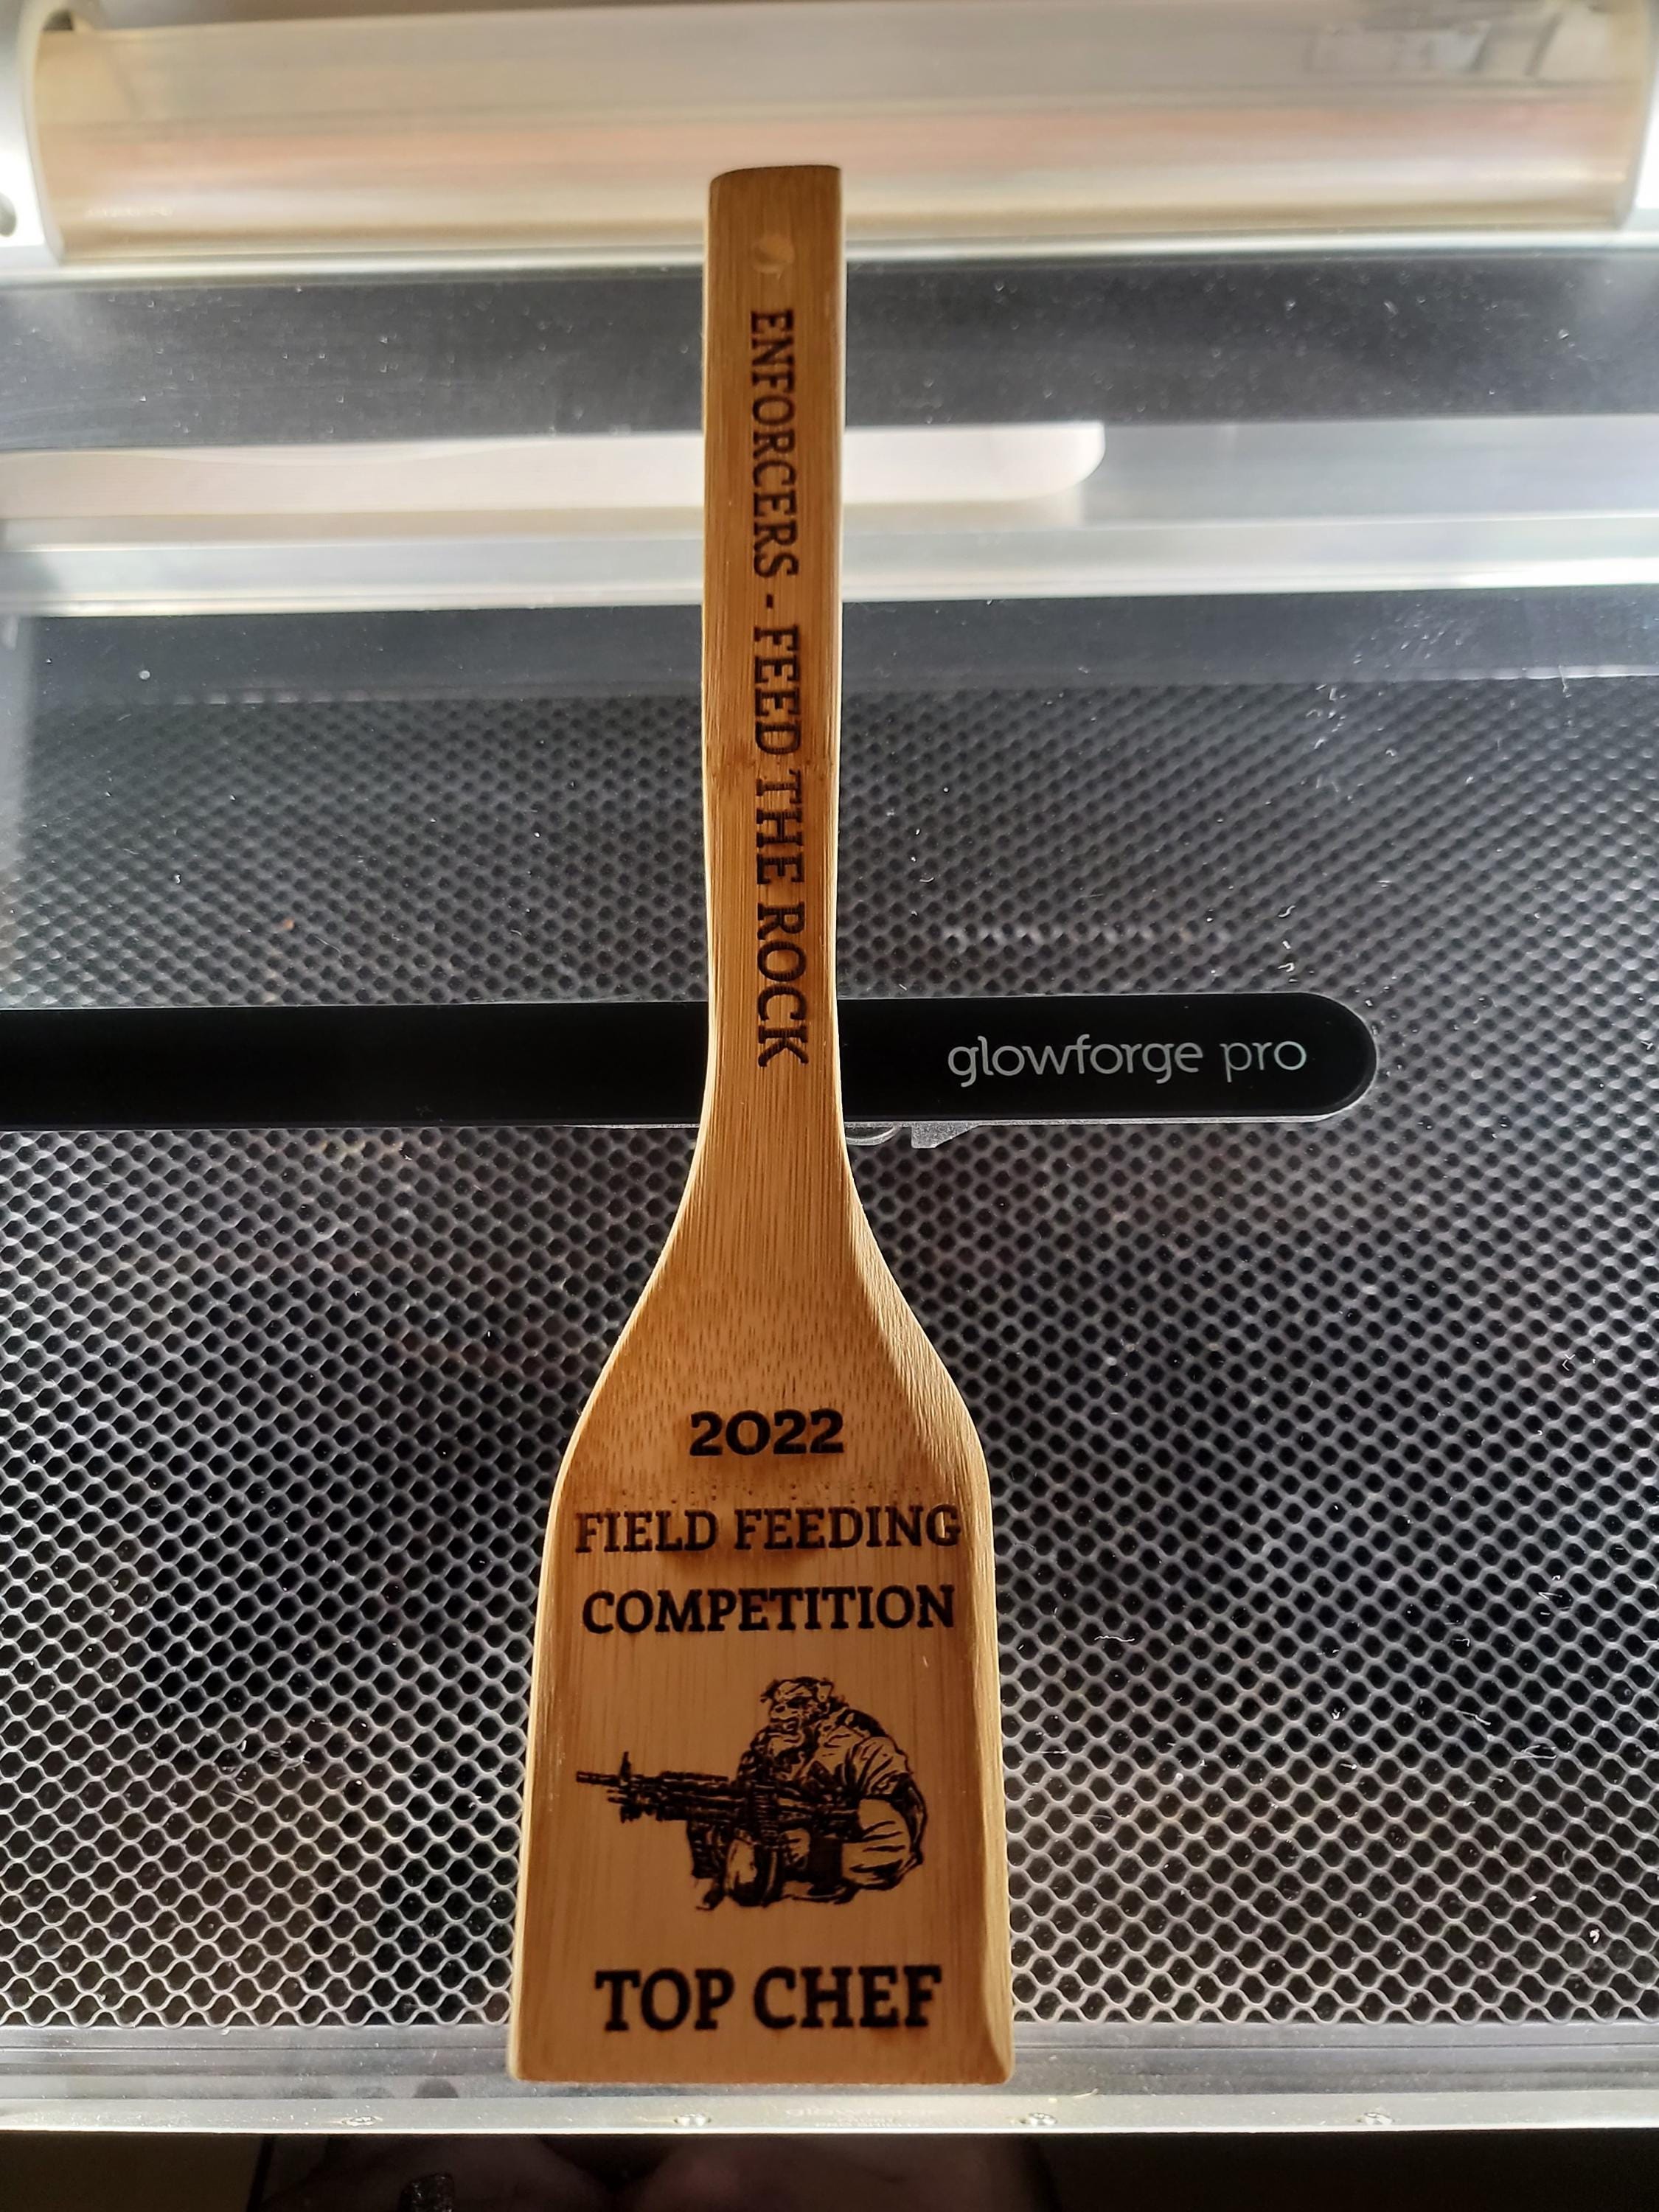 ENFORCERS - FEED THE ROCK
glowforge pro
2022
FIELD FEEDING
COMPETITION
TOP CHEF